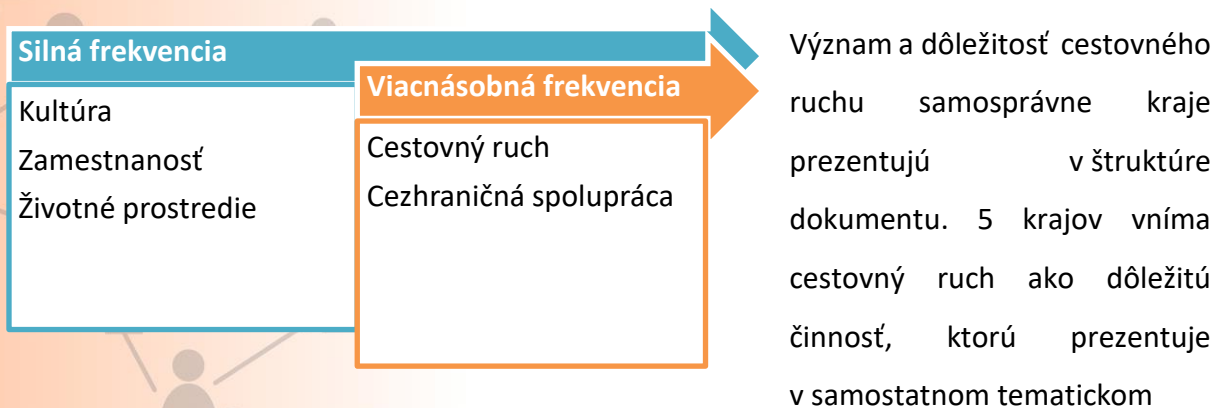 Silná frekvencia
Kultúra
Zamestnanosť
Životné prostredie
Viacnásobná frekvencia
Cestovný ruch
Cezhraničná spolupráca
Význam a dôležitosť cestovného
ruchu samosprávne kraje
prezentujú v štruktúre
dokumentu. 5 krajov vníma
cestovný ruch ako dôležitú
činnosť, ktorú prezentuje
v samostatnom tematickom